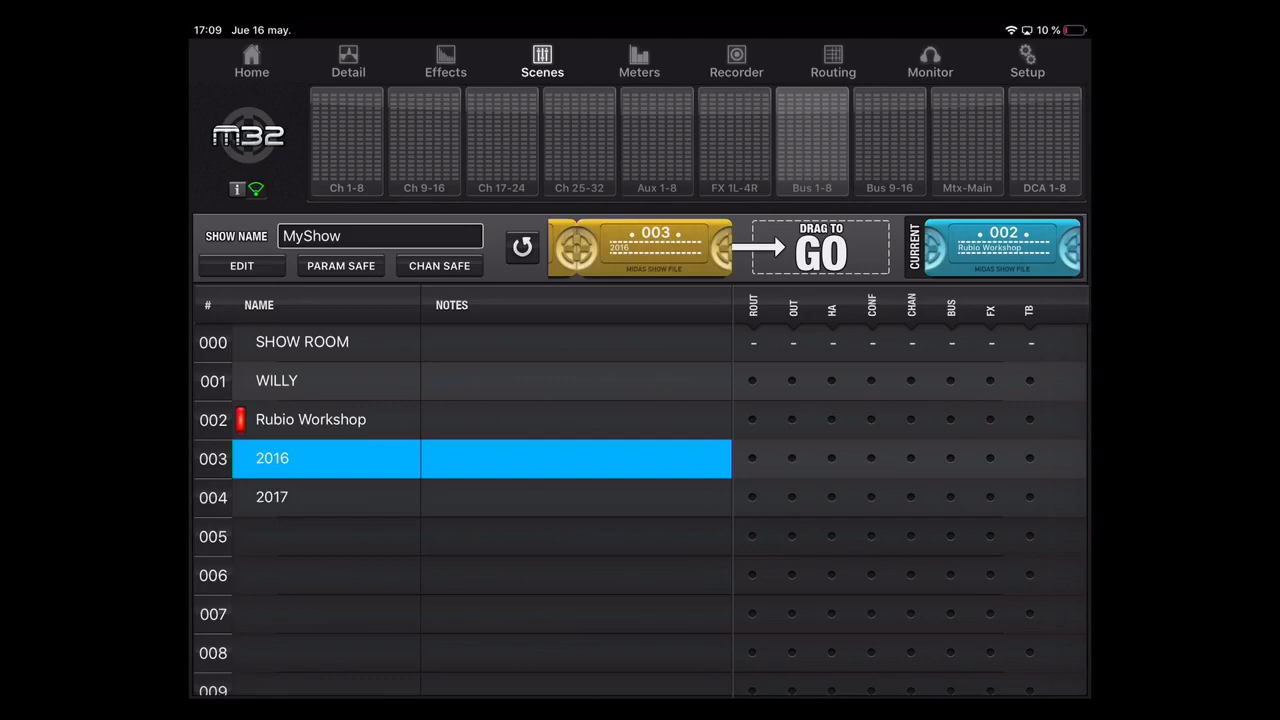 17:09 Jue 16 may. 10 %
Home Detail Effects Scenes Meters Recorder Routing Monitor Setup
M32
Ch 1-8 Ch 9-16 Ch 17-24 Ch 25-32 Aux 1-8 FX 1L-4R Bus 1-8 Bus 9-16 Mtx-Main DCA 1-8
SHOW NAME MyShow
EDIT PARAM SAFE CHAN SAFE
• 003 •
2016
MIDAS SHOW FILE
DRAG TO
GO
CURRENT
• 002 •
Rubio Workshop
MIDAS SHOW FILE
# NAME NOTES ROUT OUT HA CONF CHAN BUS FX TB
000 SHOW ROOM - - - - - - - -
001 WILLY
002 Rubio Workshop
003 2016
004 2017
005
006
007
008
009